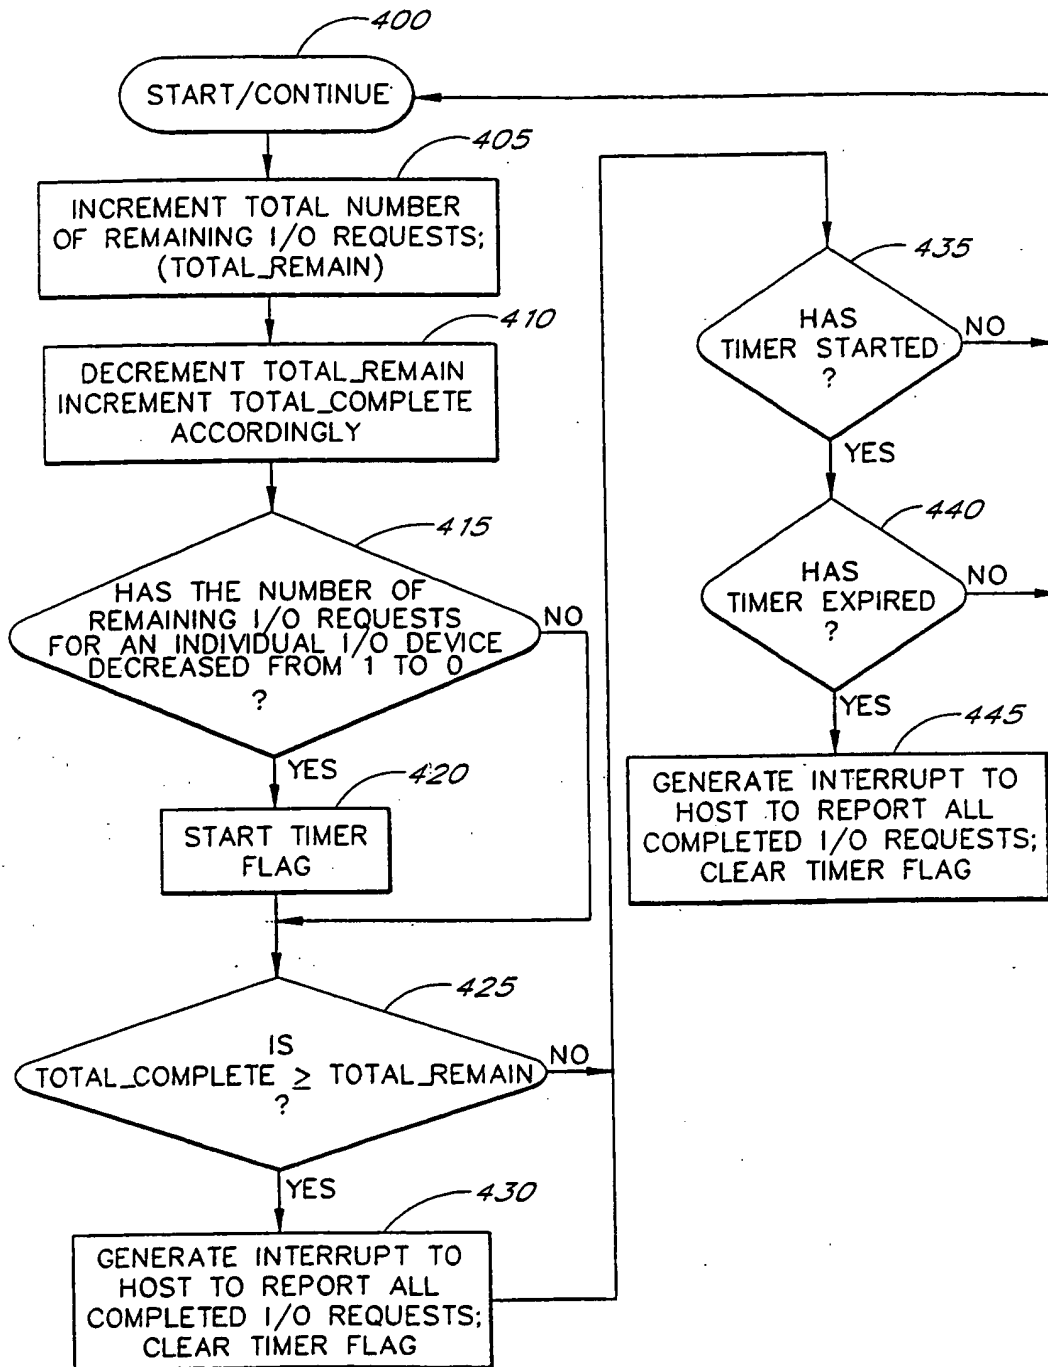 400
START/CONTINUE
405
INCREMENT TOTAL NUMBER
OF REMAINING I/O REQUESTS;
(TOTAL_REMAIN)
410
DECREMENT TOTAL_REMAIN
INCREMENT TOTAL_COMPLETE
ACCORDINGLY
415
HAS THE NUMBER OF
REMAINING I/O REQUESTS
FOR AN INDIVIDUAL I/O DEVICE
DECREASED FROM 1 TO 0
?
NO
YES
420
START TIMER
FLAG
425
IS
TOTAL_COMPLETE ≥ TOTAL_REMAIN
?
NO
YES
430
GENERATE INTERRUPT TO
HOST TO REPORT ALL
COMPLETED I/O REQUESTS;
CLEAR TIMER FLAG
435
HAS
TIMER STARTED
?
NO
YES
440
HAS
TIMER EXPIRED
?
NO
YES
445
GENERATE INTERRUPT TO
HOST TO REPORT ALL
COMPLETED I/O REQUESTS;
CLEAR TIMER FLAG